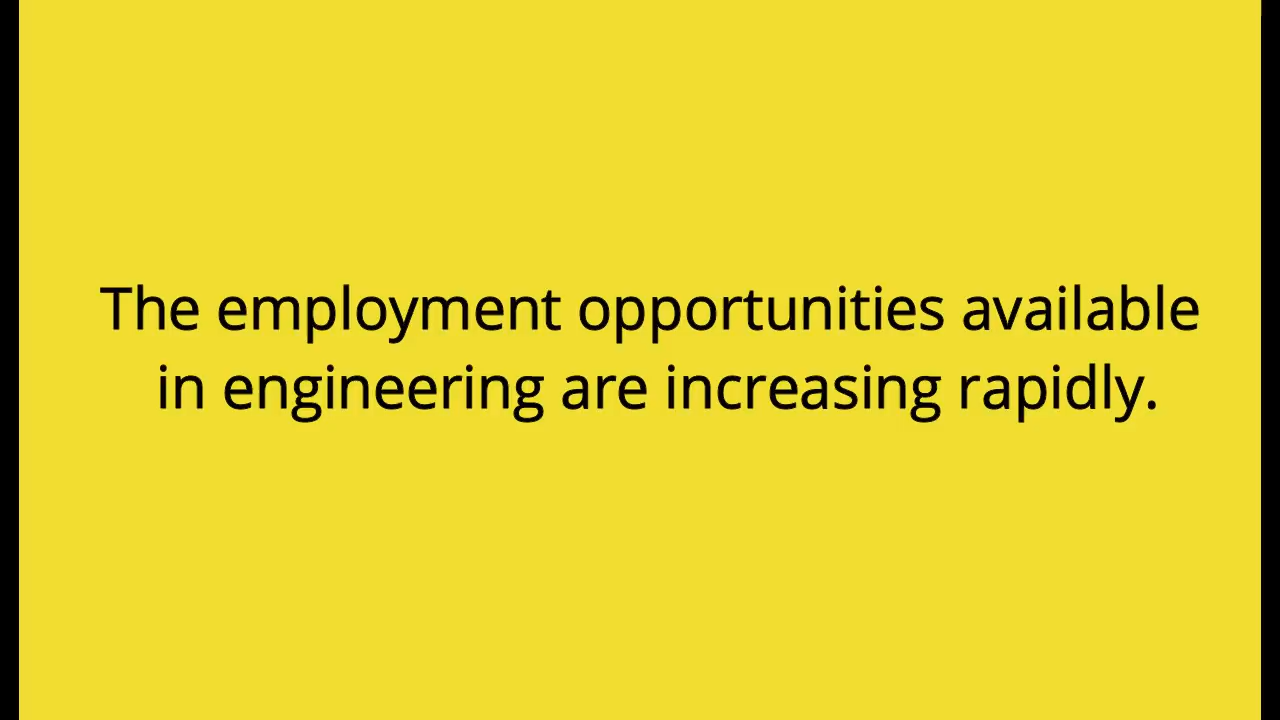 The employment opportunities available
in engineering are increasing rapidly.